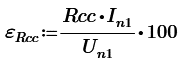 ε_Rcc := (Rcc • I_n1) / U_n1 • 100